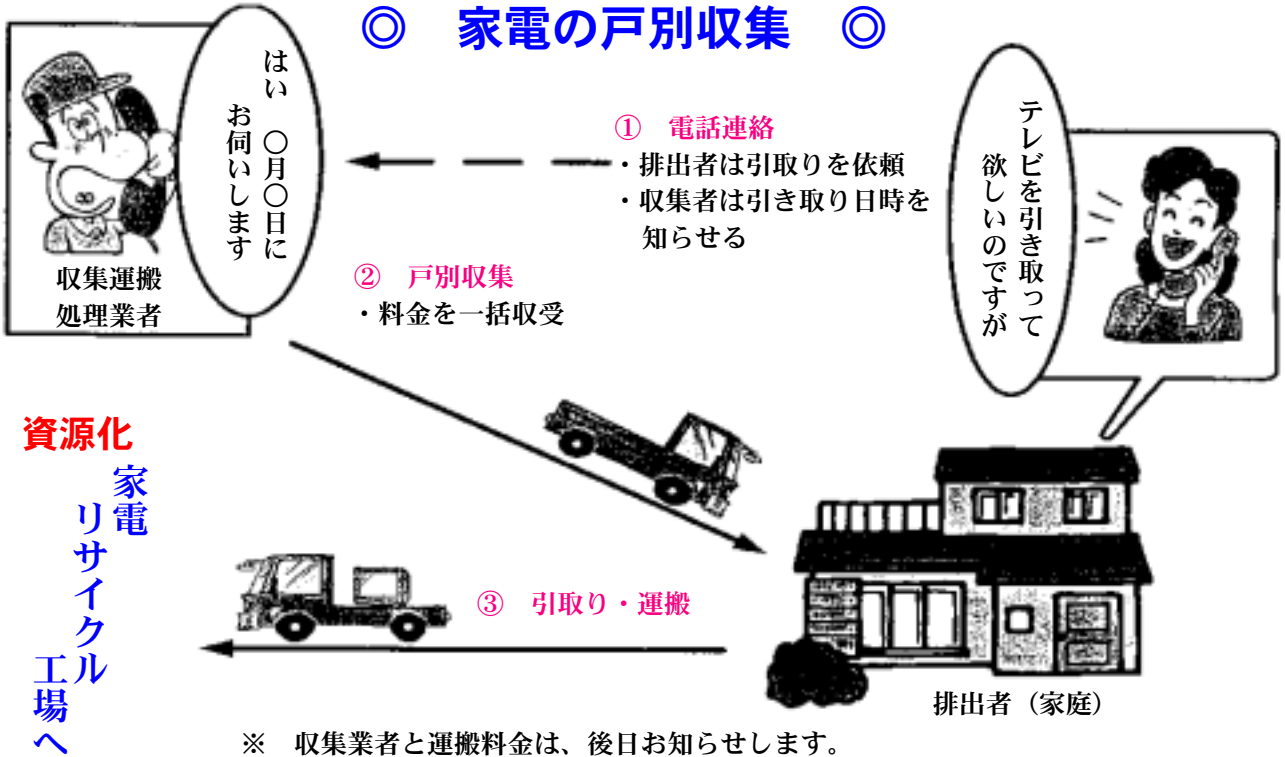 ◎　家電の戸別収集　◎
はい　〇月〇日に
お伺いします
収集運搬
処理業者
①　電話連絡
・排出者は引取りを依頼
・収集者は引き取り日時を
知らせる
テレビを引き取って
欲しいのですが
②　戸別収集
・料金を一括収受
③　引取り・運搬
資源化
家電
リサイクル
工場へ
排出者（家庭）
※　収集業者と運搬料金は、後日お知らせします。